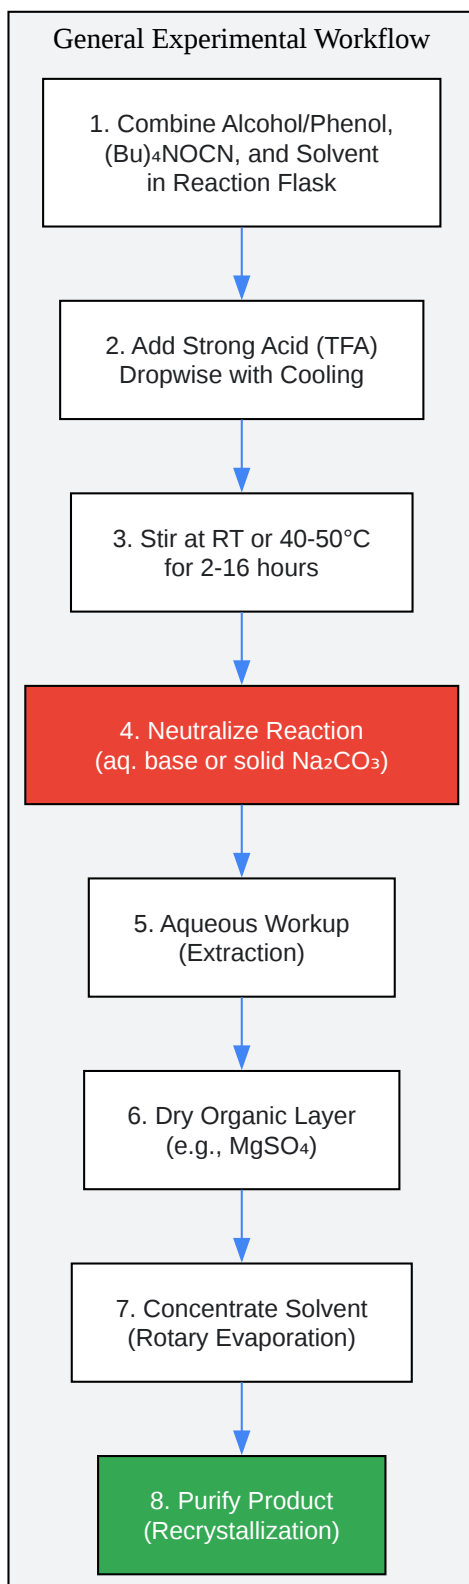 General Experimental Workflow
1. Combine Alcohol/Phenol,
(Bu)₄NOCN, and Solvent
in Reaction Flask
2. Add Strong Acid (TFA)
Dropwise with Cooling
3. Stir at RT or 40-50°C
for 2-16 hours
4. Neutralize Reaction
(aq. base or solid Na₂CO₃)
5. Aqueous Workup
(Extraction)
6. Dry Organic Layer
(e.g., MgSO₄)
7. Concentrate Solvent
(Rotary Evaporation)
8. Purify Product
(Recrystallization)